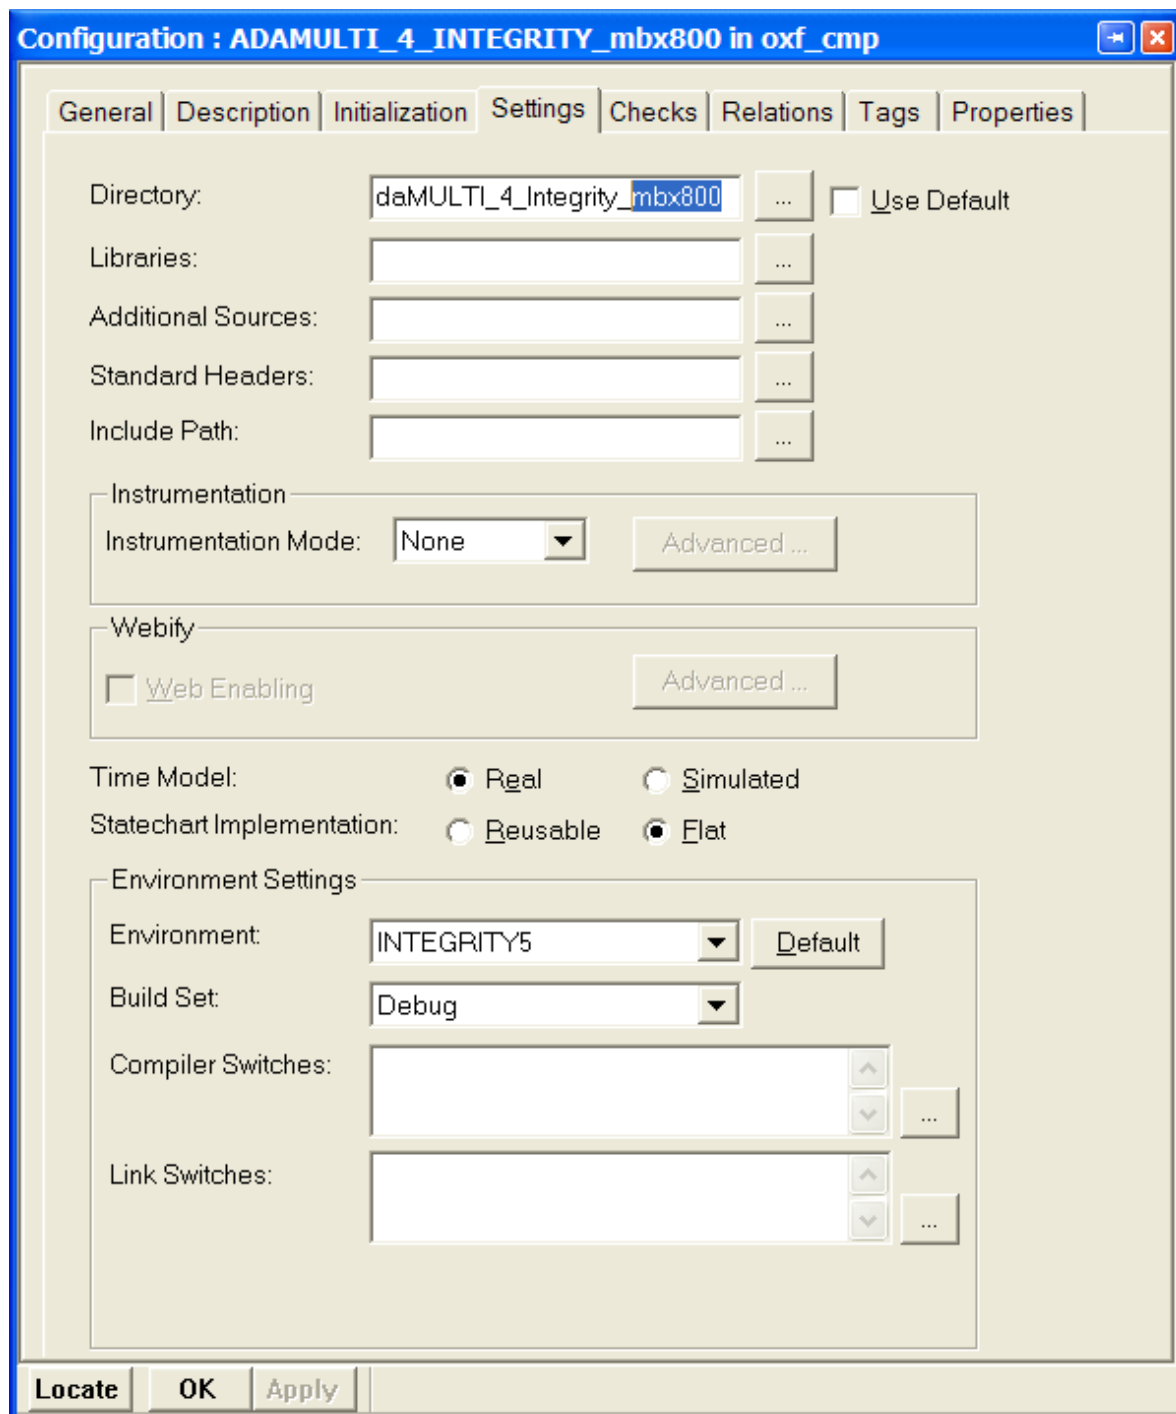 Configuration : ADAMULTI_4_INTEGRITY_mbx800 in oxf_cmp
General Description Initialization Settings Checks Relations Tags Properties
Directory: daMULTI_4_Integrity_mbx800 ... Use Default
Libraries: ...
Additional Sources: ...
Standard Headers: ...
Include Path: ...
Instrumentation
Instrumentation Mode: None Advanced ...
Webify
Web Enabling Advanced ...
Time Model: Real Simulated
Statechart Implementation: Reusable Flat
Environment Settings
Environment: INTEGRITY5 Default
Build Set: Debug
Compiler Switches: ...
Link Switches: ...
Locate OK Apply